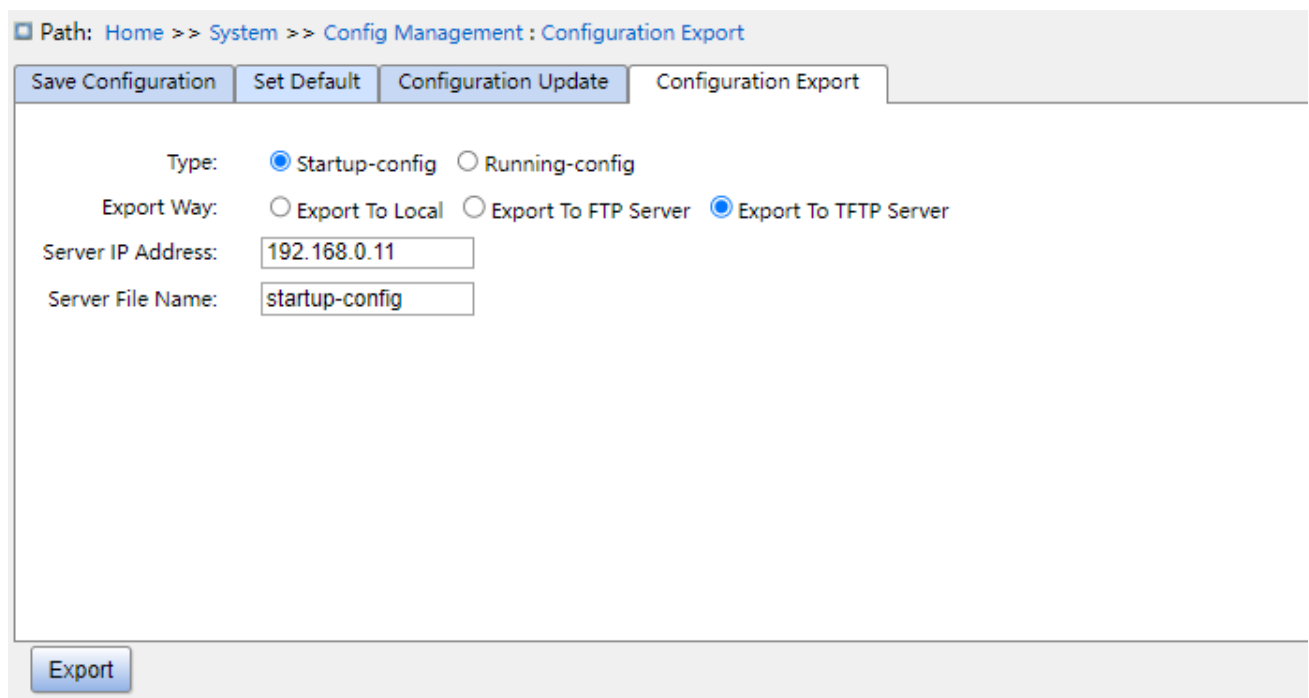 Path: Home >> System >> Config Management : Configuration Export
Save Configuration Set Default Configuration Update Configuration Export
Type: Startup-config Running-config
Export Way: Export To Local Export To FTP Server Export To TFTP Server
Server IP Address: 192.168.0.11
Server File Name: startup-config
Export